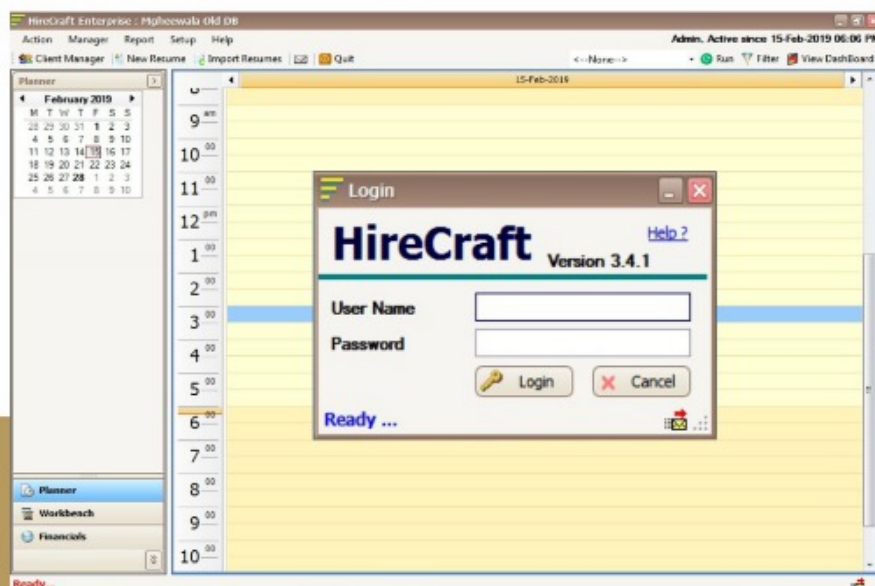 HireCraft Enterprise : Mgheewala Old DB
Action Manager Report Setup Help
Admin, Active since 15-Feb-2019 06:06 PM
Client Manager New Resume Import Resumes Quit
<--None--> Run Filter View DashBoard
Planner
15-Feb-2019
February 2019
M T W T F S S
28 29 30 31 1 2 3
4 5 6 7 8 9 10
11 12 13 14 15 16 17
18 19 20 21 22 23 24
25 26 27 28 1 2 3
4 5 6 7 8 9 10
9 am
10 00
11 00
12 pm
1 00
2 00
3 00
4 00
5 00
6 00
7 00
8 00
9 00
10 00
Login
HireCraft
Help ?
Version 3.4.1
User Name
Password
Login Cancel
Ready ...
Planner
Workbench
Financials
Ready...